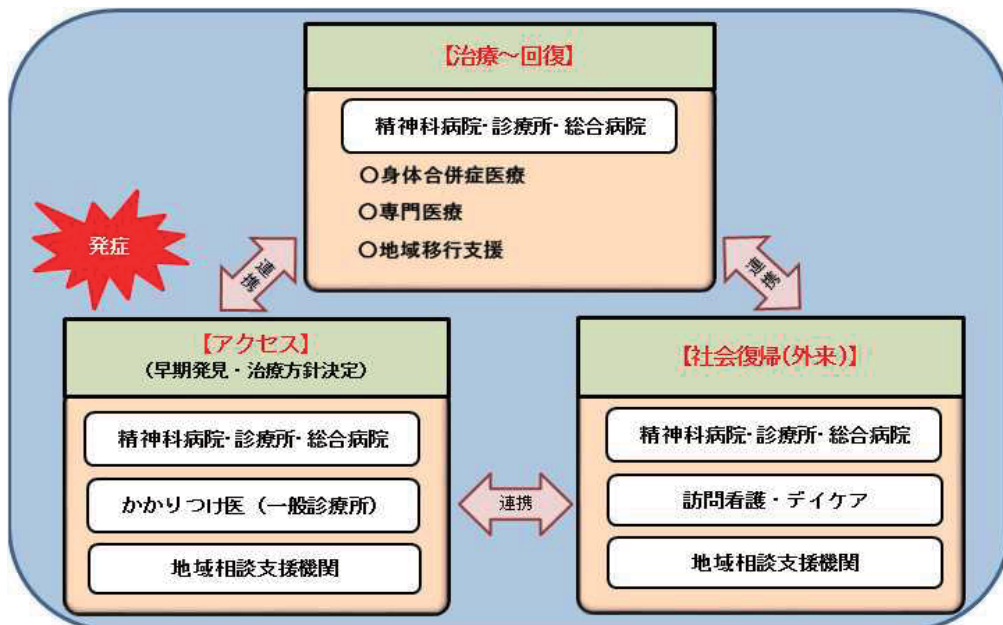 【治療～回復】
精神科病院・診療所・総合病院
〇身体合併症医療
〇専門医療
〇地域移行支援
発症
連携
連携
【アクセス】
(早期発見・治療方針決定)
精神科病院・診療所・総合病院
かかりつけ医（一般診療所）
地域相談支援機関
連携
【社会復帰(外来)】
精神科病院・診療所・総合病院
訪問看護・デイケア
地域相談支援機関